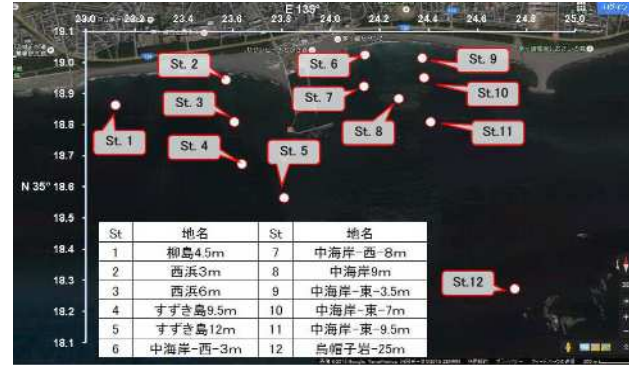 E 135°
23.0 23.2 23.4 23.6 23.8 24.0 24.2 24.4 24.6 24.8 25.0
19.1
19.0
18.9
18.8
18.7
N 35° 18.6
18.5
18.4
18.3
18.2
18.1
St. 2
St. 6
St. 9
St. 3
St. 7
St.10
St. 1
St. 4
St. 5
St. 8
St.11
St.12
St 地名 St 地名
1 柳島4.5m 7 中海岸-西-8m
2 西浜3m 8 中海岸9m
3 西浜6m 9 中海岸-東-3.5m
4 すずき島9.5m 10 中海岸-東-7m
5 すずき島12m 11 中海岸-東-9.5m
6 中海岸-西-3m 12 烏帽子岩-25m